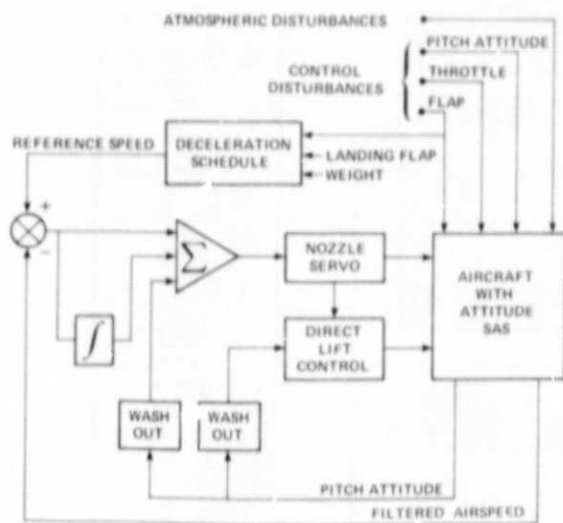 ATMOSPHERIC DISTURBANCES
PITCH ATTITUDE
CONTROL
DISTURBANCES
THROTTLE
FLAP
REFERENCE SPEED
DECELERATION
SCHEDULE
LANDING FLAP
WEIGHT
+
−
Σ
∫
NOZZLE
SERVO
DIRECT
LIFT
CONTROL
AIRCRAFT
WITH
ATTITUDE
SAS
WASH
OUT
WASH
OUT
PITCH ATTITUDE
FILTERED AIRSPEED